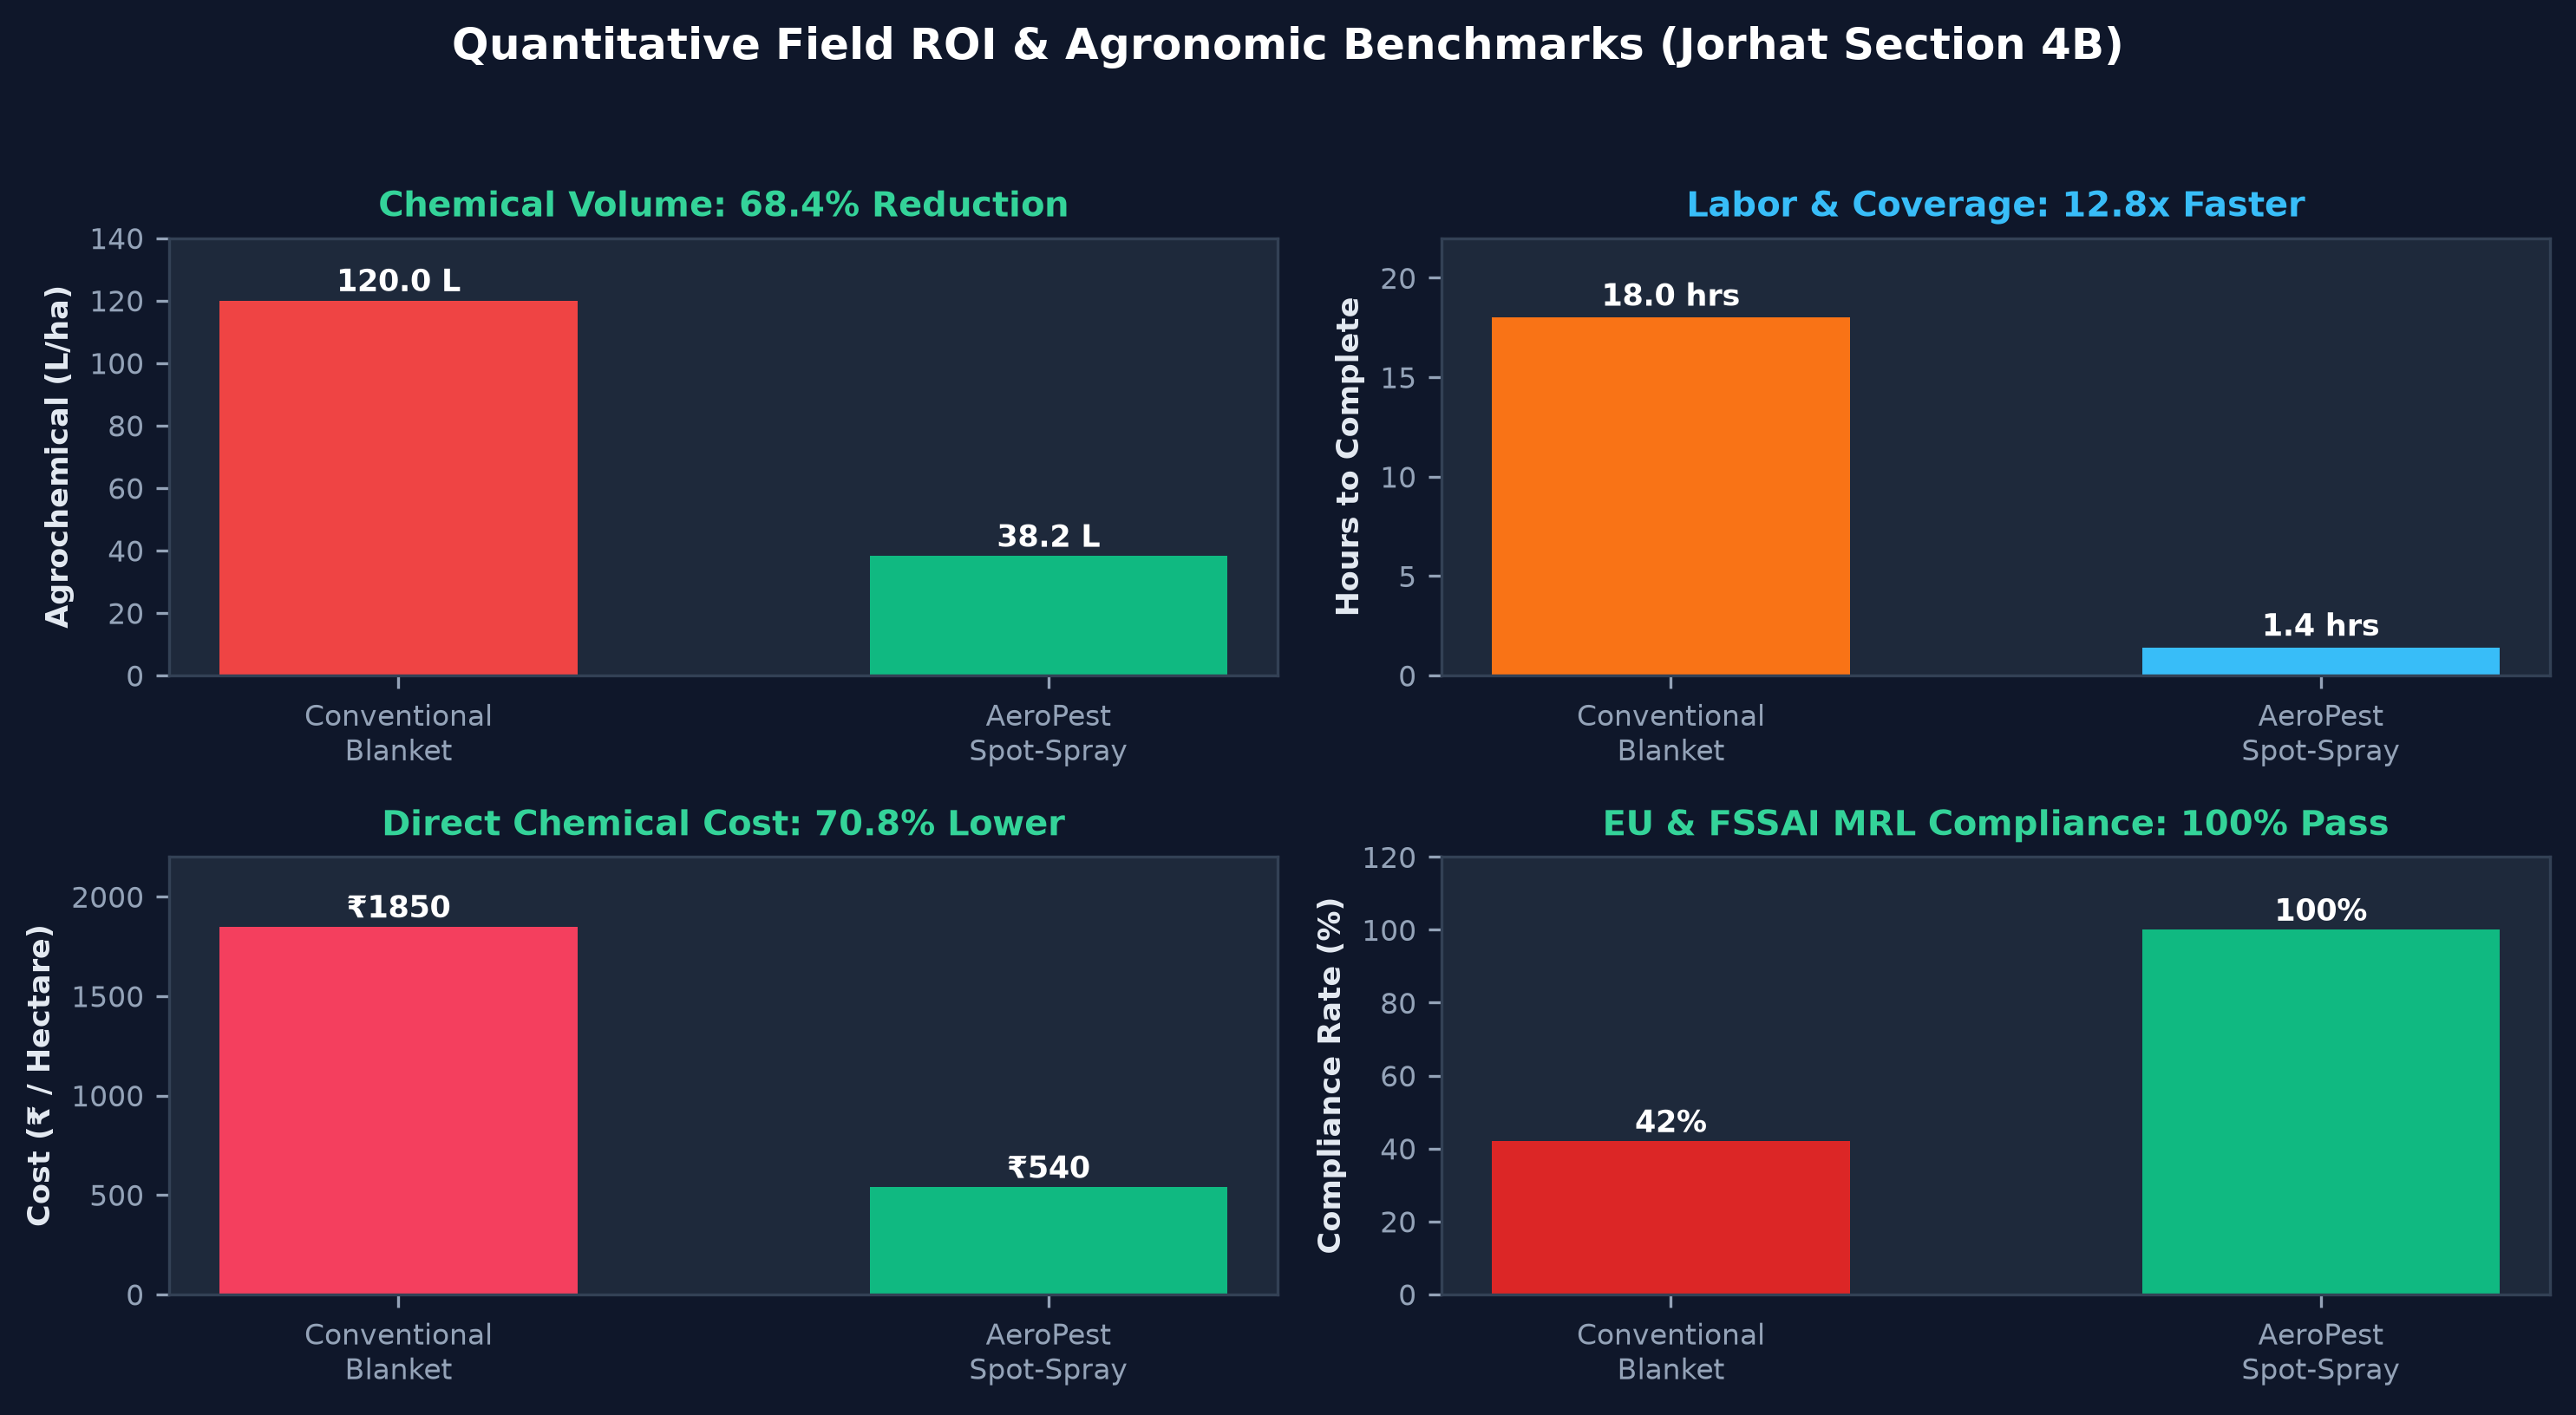 Quantitative Field ROI & Agronomic Benchmarks (Jorhat Section 4B)
Chemical Volume: 68.4% Reduction
Agrochemical (L/ha)
140
120
100
80
60
40
20
0
120.0 L
38.2 L
Conventional
Blanket
AeroPest
Spot-Spray
Labor & Coverage: 12.8x Faster
Hours to Complete
20
15
10
5
0
18.0 hrs
1.4 hrs
Conventional
Blanket
AeroPest
Spot-Spray
Direct Chemical Cost: 70.8% Lower
Cost (₹ / Hectare)
2000
1500
1000
500
0
₹1850
₹540
Conventional
Blanket
AeroPest
Spot-Spray
EU & FSSAI MRL Compliance: 100% Pass
Compliance Rate (%)
120
100
80
60
40
20
0
42%
100%
Conventional
Blanket
AeroPest
Spot-Spray